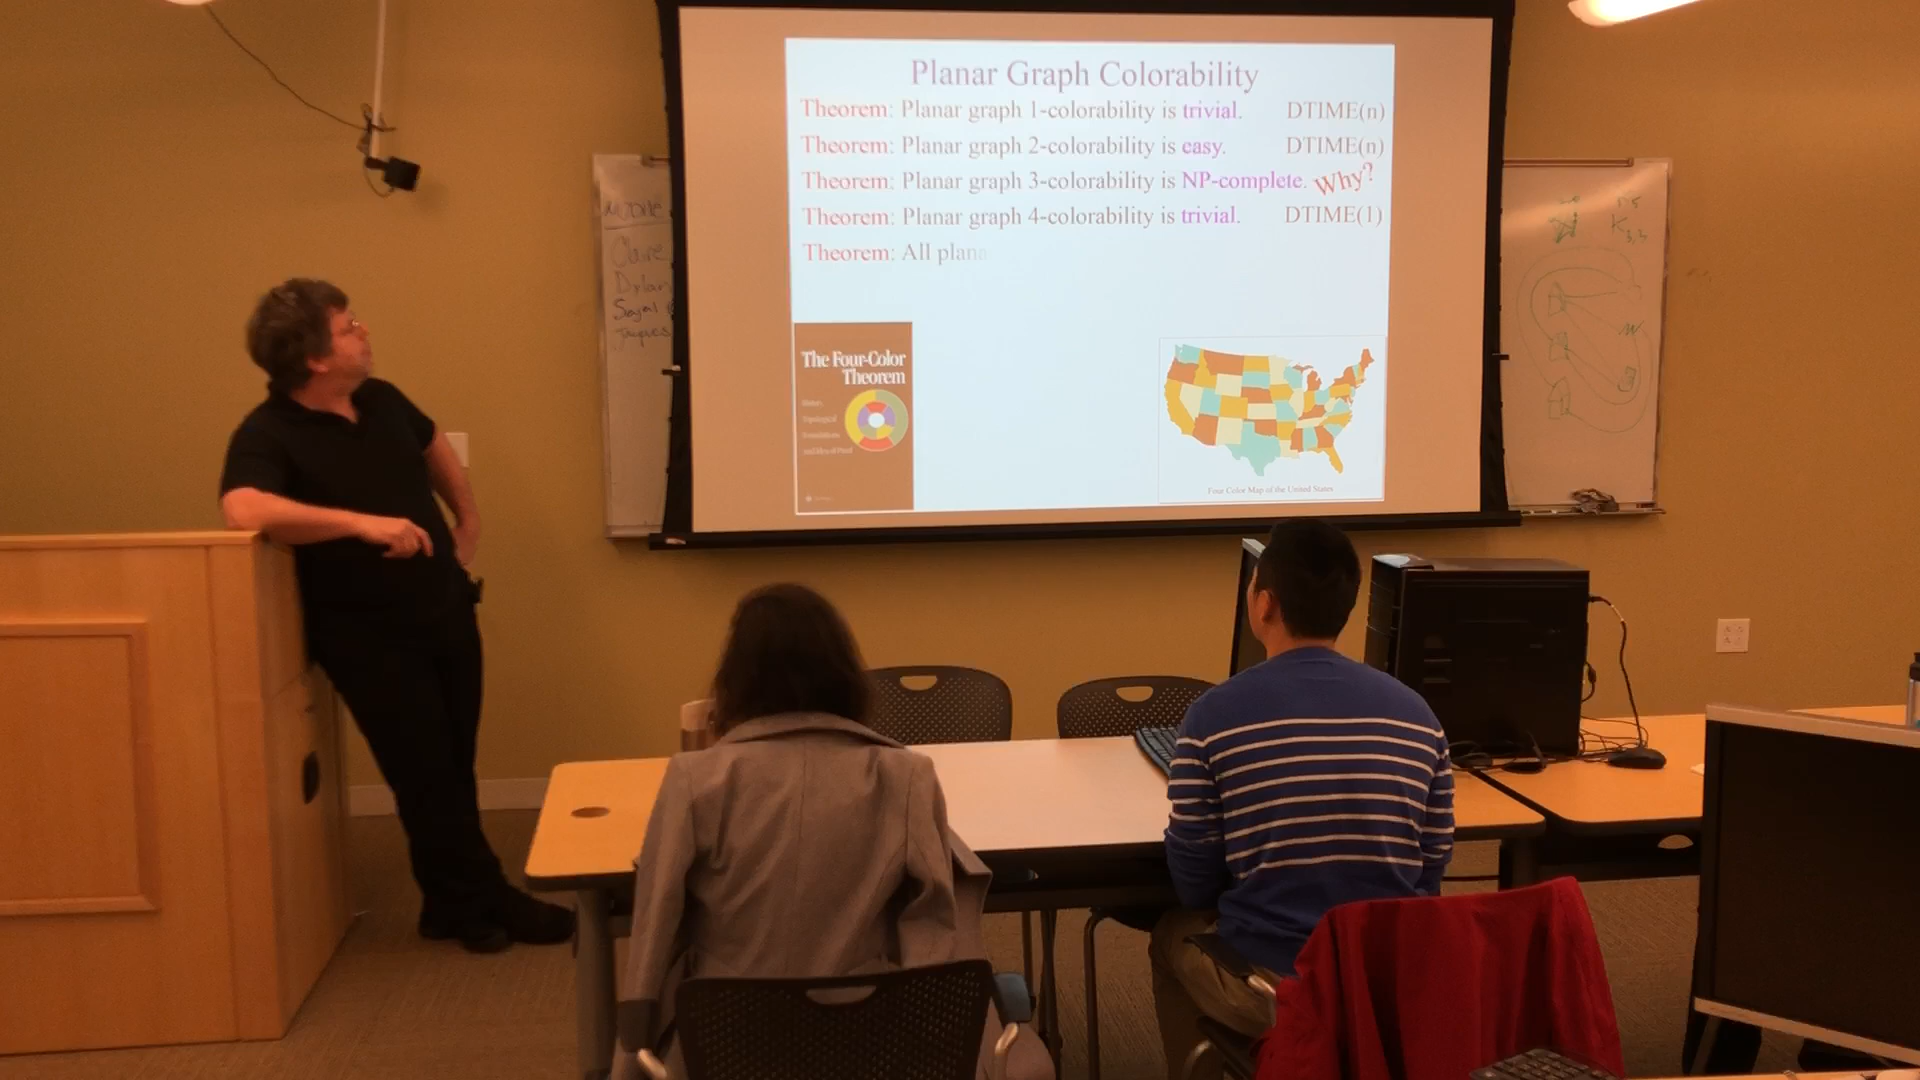 Planar Graph Colorability
Theorem: Planar graph 1-colorability is trivial. DTIME(n)
Theorem: Planar graph 2-colorability is easy. DTIME(n)
Theorem: Planar graph 3-colorability is NP-complete. Why?
Theorem: Planar graph 4-colorability is trivial. DTIME(1)
Theorem: All plana
The Four-Color
Theorem
Four Color Map of the United States
Claire
Dylan
K3,3